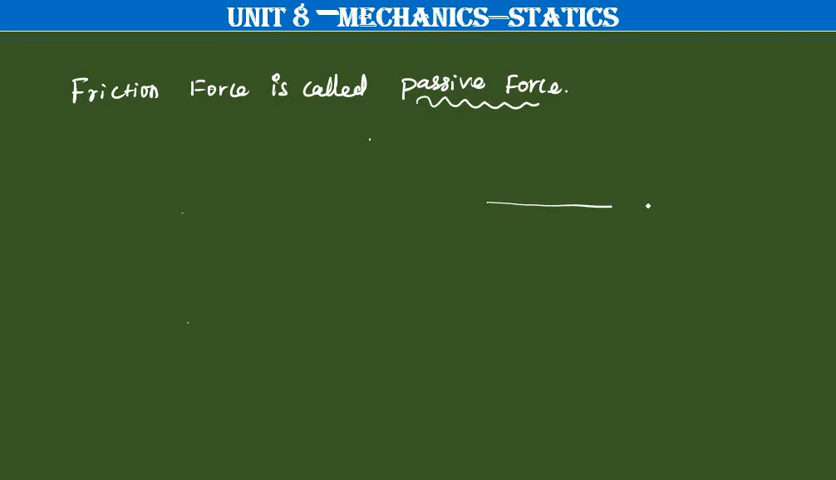 UNIT 8 –MECHANICS–STATICS
Friction Force is called passive Force.